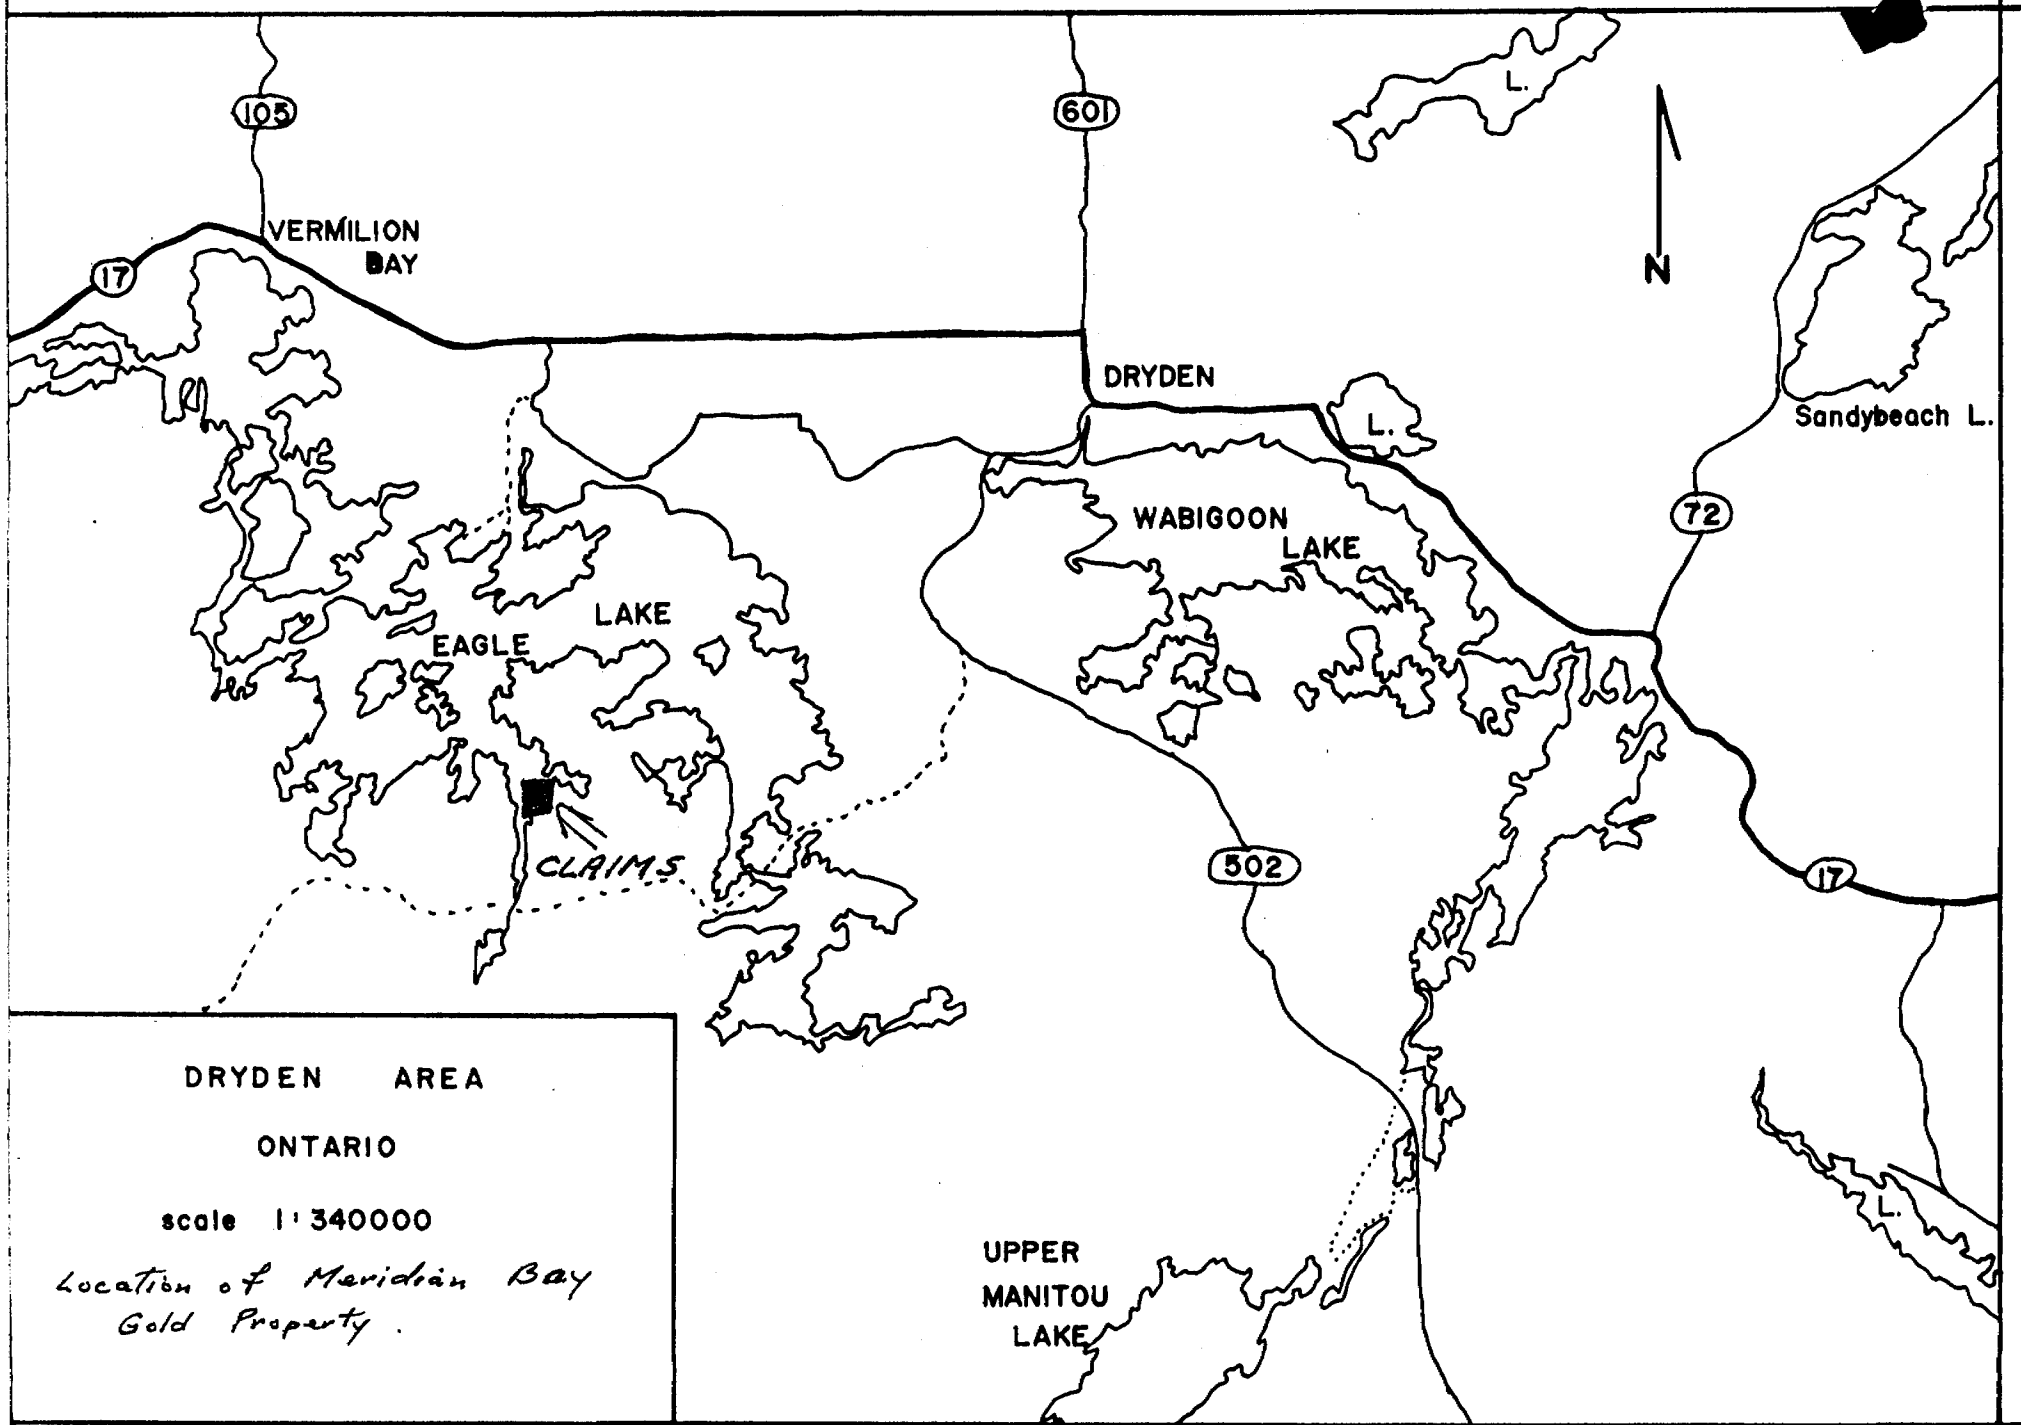 105
601
L.
VERMILION
BAY
17
N
DRYDEN
L.
Sandybeach L.
72
WABIGOON
LAKE
LAKE
EAGLE
CLAIMS
502
17
DRYDEN AREA
ONTARIO
scale 1:340000
Location of Meridian Bay
Gold Property.
L.
UPPER
MANITOU
LAKE